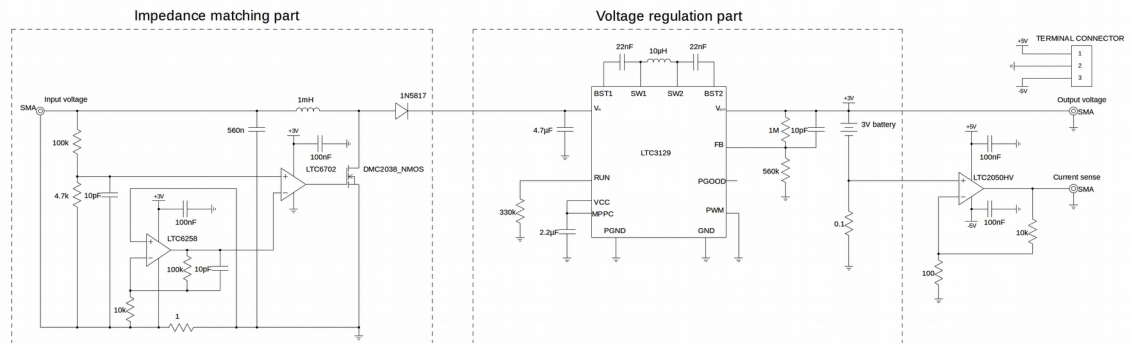 Impedance matching part
Voltage regulation part
TERMINAL CONNECTOR
+5V
1
2
3
-5V
22nF
10µH
22nF
BST1
SW1
SW2
BST2
SMA
Input voltage
1mH
1N5817
100k
560n
+3V
100nF
LTC6702
DMC2038_NMOS
4.7k
10pF
+3V
100nF
LTC6258
100k
10pF
10k
1
4.7µF
LTC3129
FB
RUN
VCC
MPPC
PGOOD
PWM
PGND
GND
330k
2.2µF
1M
10pF
560k
+3V
3V battery
0.1
Output voltage
SMA
+5V
100nF
LTC2050HV
Current sense
SMA
-5V
100nF
10k
100